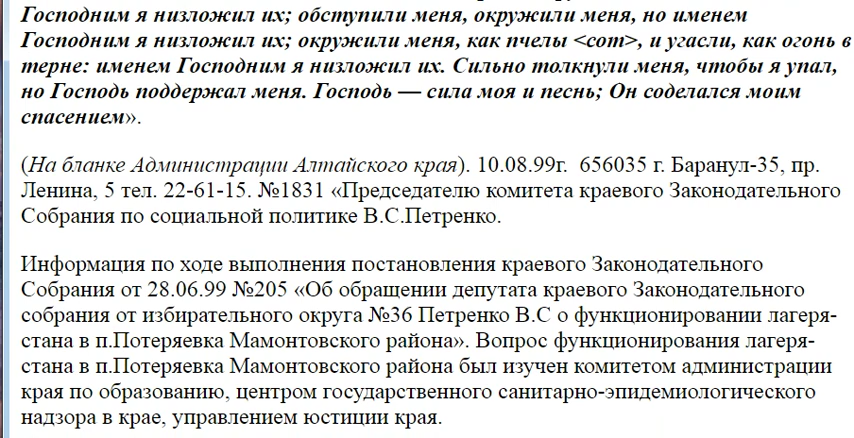 Господним я низложил их; обступили меня, окружили меня, но именем
Господним я низложил их; окружили меня, как пчелы <сот>, и угасли, как огонь в
терне: именем Господним я низложил их. Сильно толкнули меня, чтобы я упал,
но Господь поддержал меня. Господь — сила моя и песнь; Он соделался моим
спасением».
(На бланке Администрации Алтайского края). 10.08.99г. 656035 г. Баранул-35, пр.
Ленина, 5 тел. 22-61-15. №1831 «Председателю комитета краевого Законодательного
Собрания по социальной политике В.С.Петренко.
Информация по ходе выполнения постановления краевого Законодательного
Собрания от 28.06.99 №205 «Об обращении депутата краевого Законодательного
собрания от избирательного округа №36 Петренко В.С о функционировании лагеря-
стана в п.Потеряевка Мамонтовского района». Вопрос функционирования лагеря-
стана в п.Потеряевка Мамонтовского района был изучен комитетом администрации
края по образованию, центром государственного санитарно-эпидемиологического
надзора в крае, управлением юстиции края.